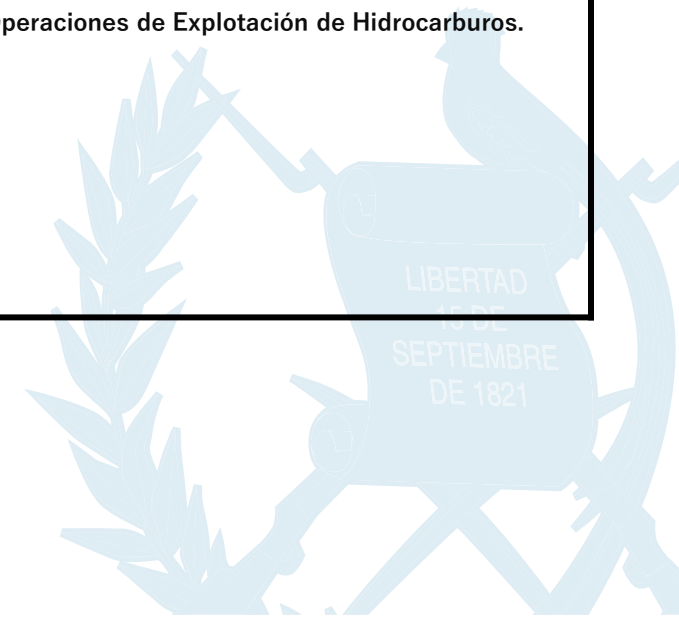 peraciones de Explotación de Hidrocarburos.
LIBERTAD
15 DE
SEPTIEMBRE
DE 1821